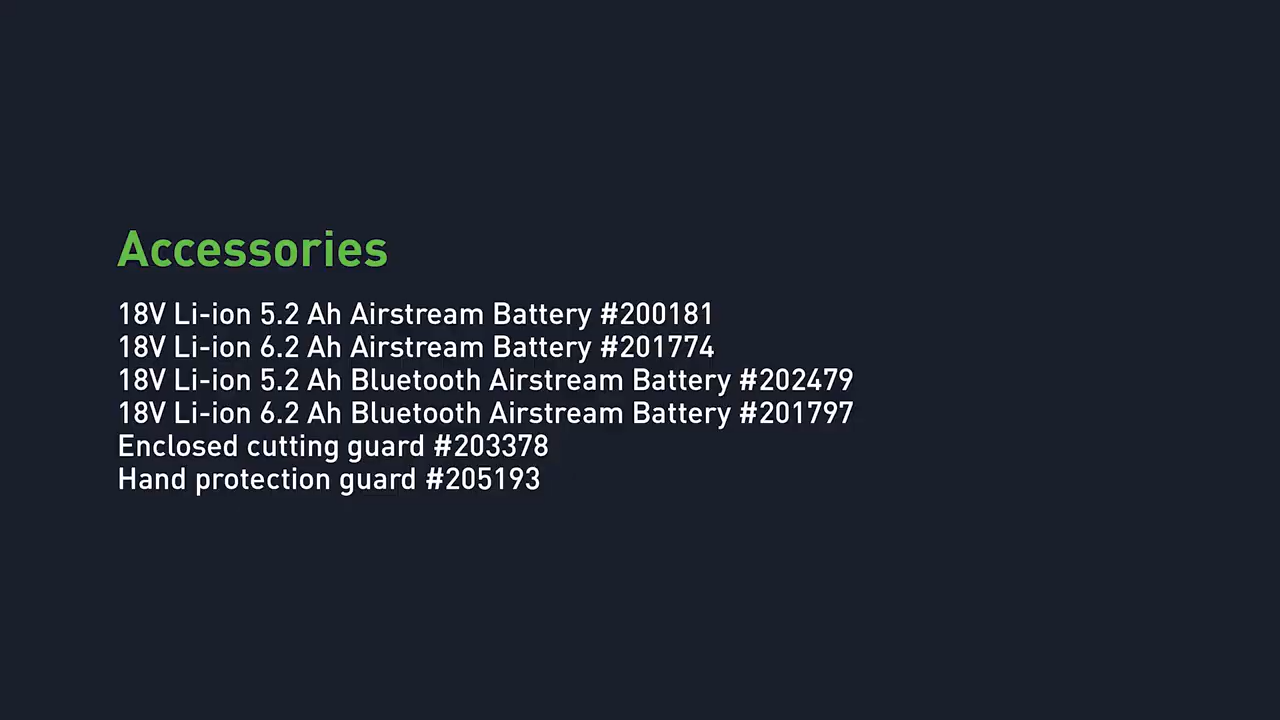 Accessories
18V Li-ion 5.2 Ah Airstream Battery #200181
18V Li-ion 6.2 Ah Airstream Battery #201774
18V Li-ion 5.2 Ah Bluetooth Airstream Battery #202479
18V Li-ion 6.2 Ah Bluetooth Airstream Battery #201797
Enclosed cutting guard #203378
Hand protection guard #205193